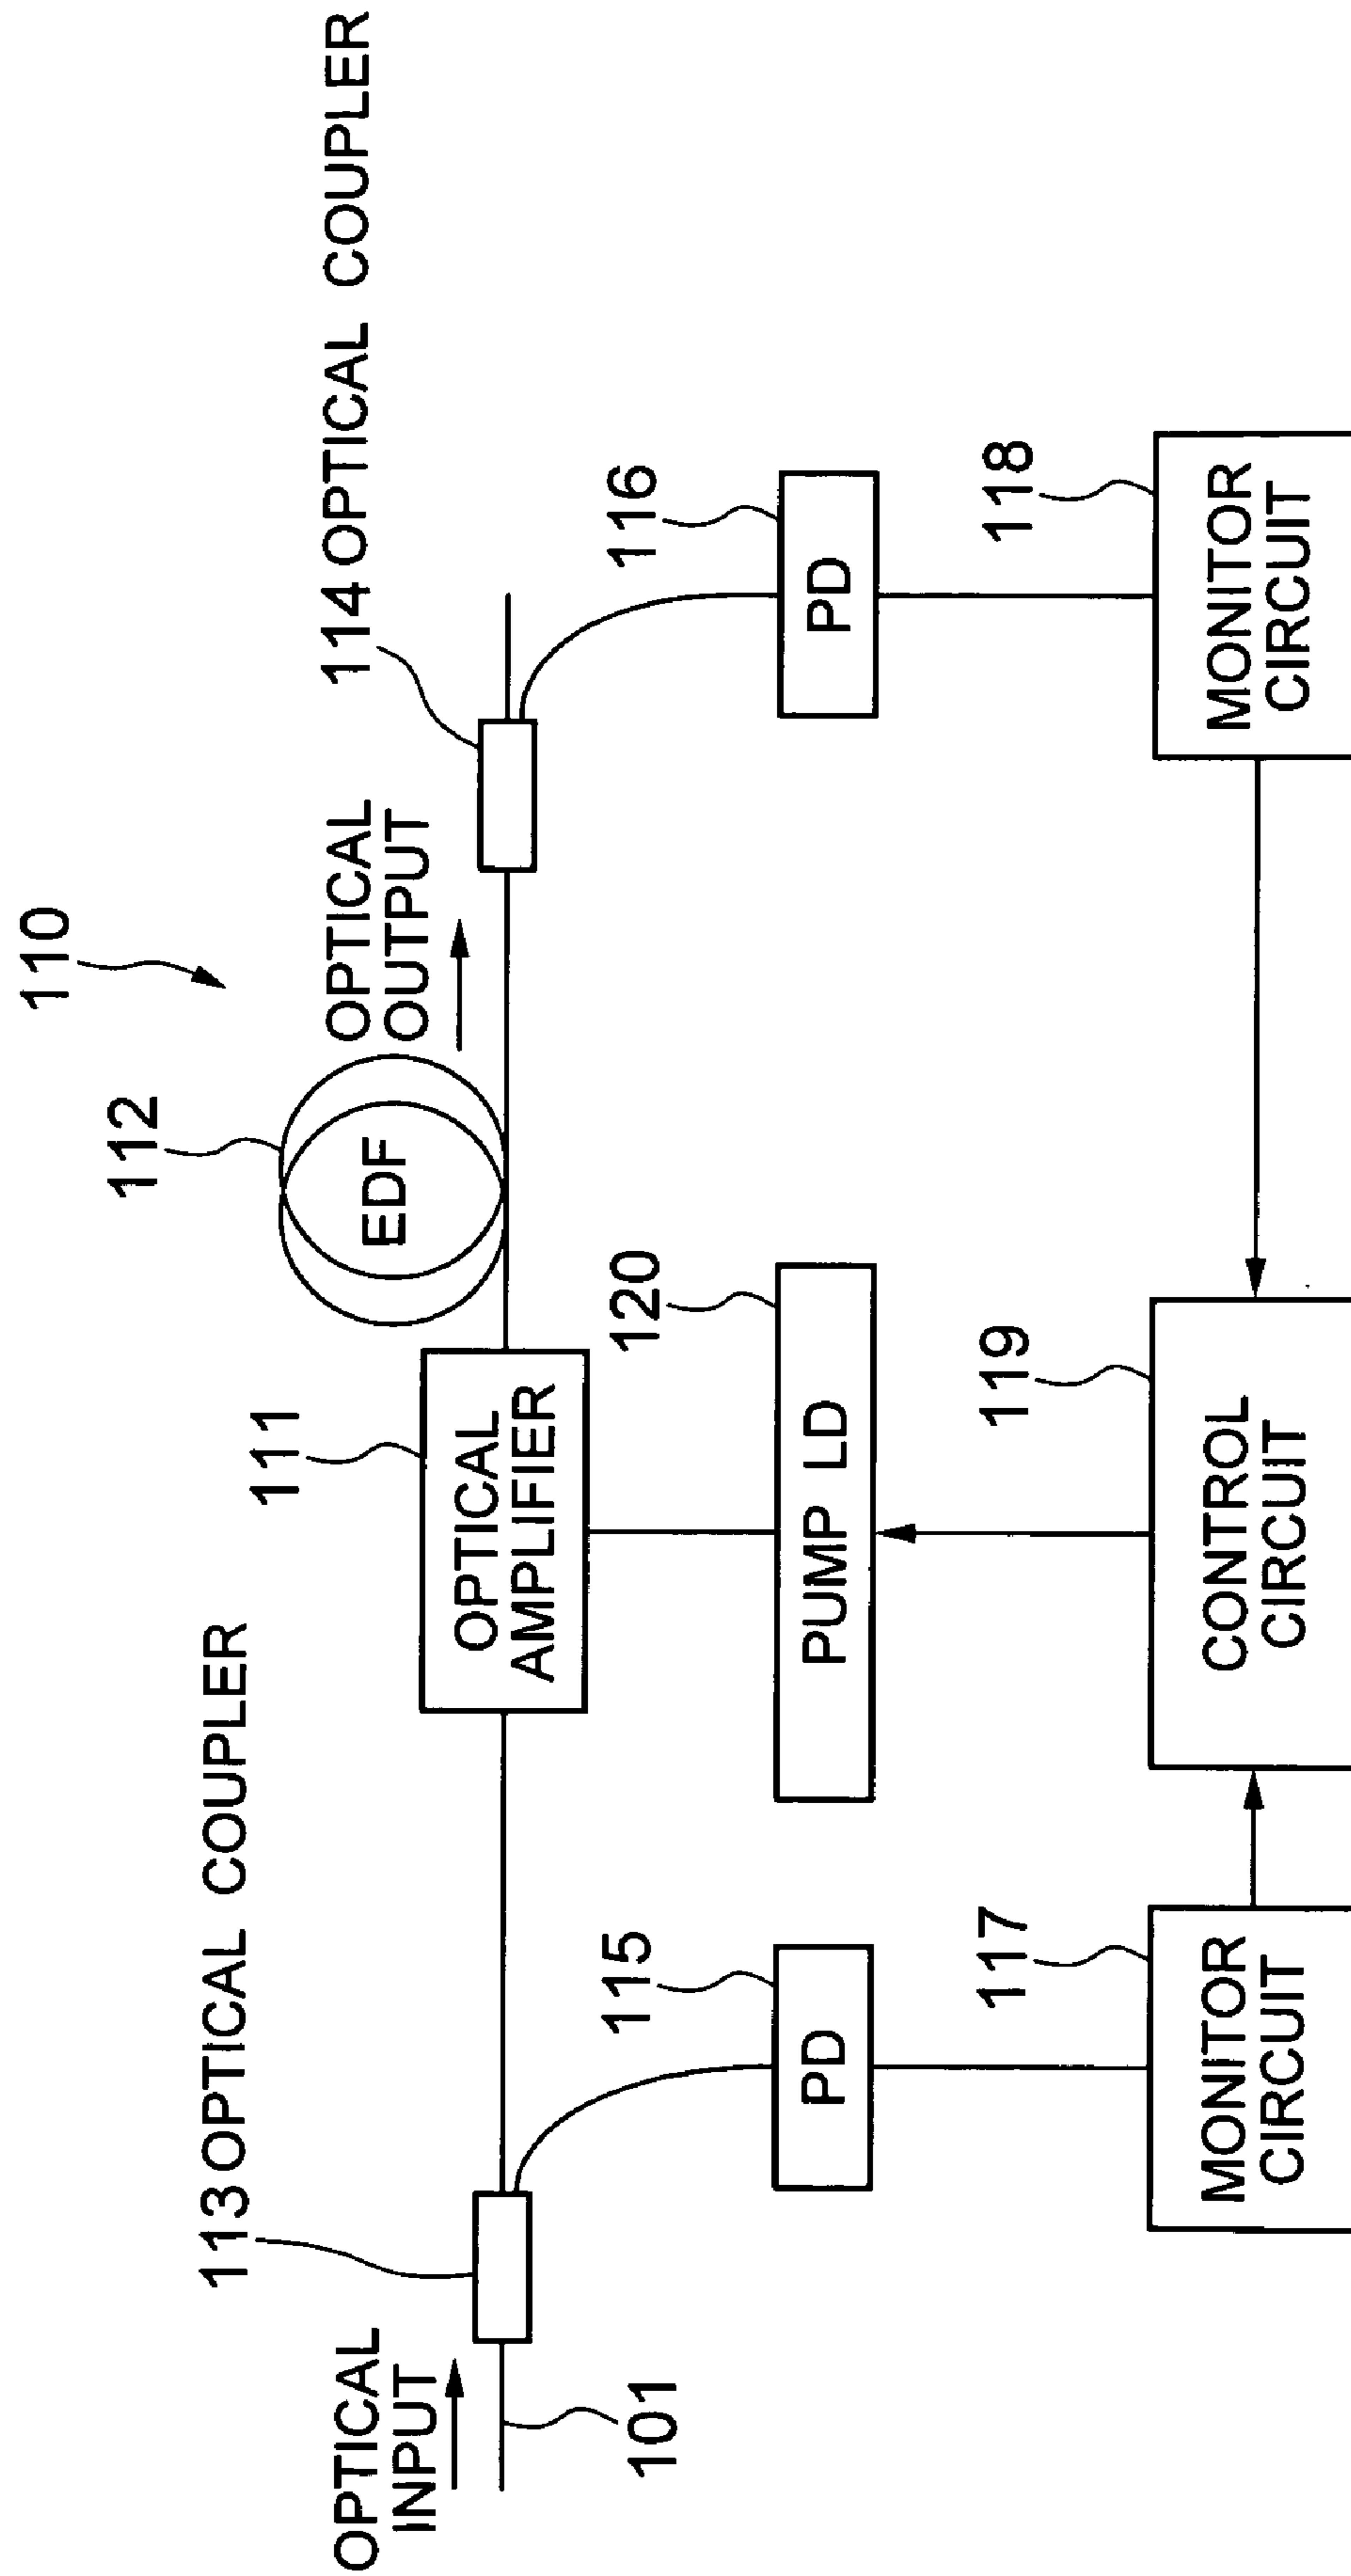 110
112
114 OPTICAL COUPLER
113 OPTICAL COUPLER
111
OPTICAL
INPUT
OPTICAL
AMPLIFIER
EDF
OPTICAL
OUTPUT
101
115
120
116
PD
PUMP LD
PD
117
119
118
MONITOR
CIRCUIT
CONTROL
CIRCUIT
MONITOR
CIRCUIT